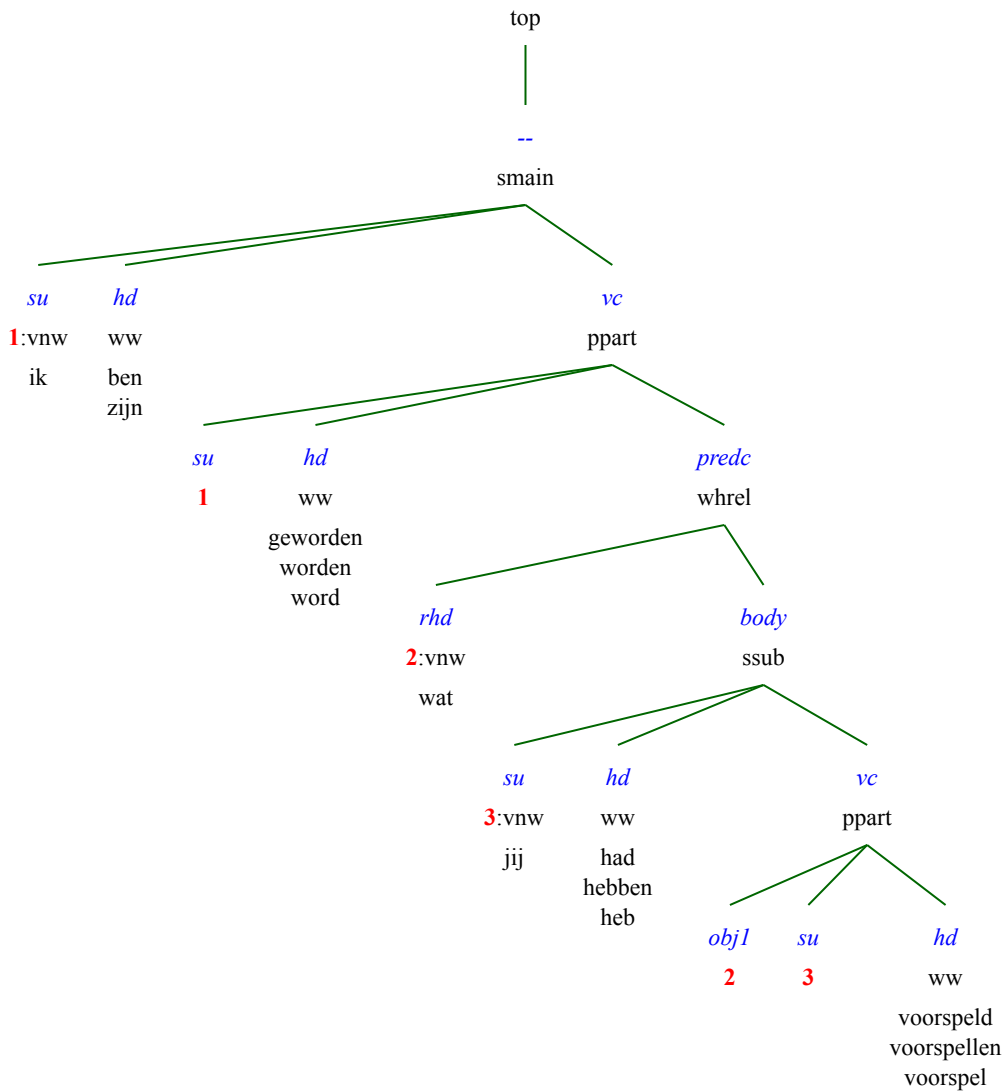 top
--
smain
su hd vc
1:vnw ww ppart
ik ben
zijn
su hd predc
1 ww whrel
geworden
worden
word
rhd body
2:vnw ssub
wat
su hd vc
3:vnw ww ppart
jij had
hebben
heb
obj1 su hd
2 3 ww
voorspeld
voorspellen
voorspel